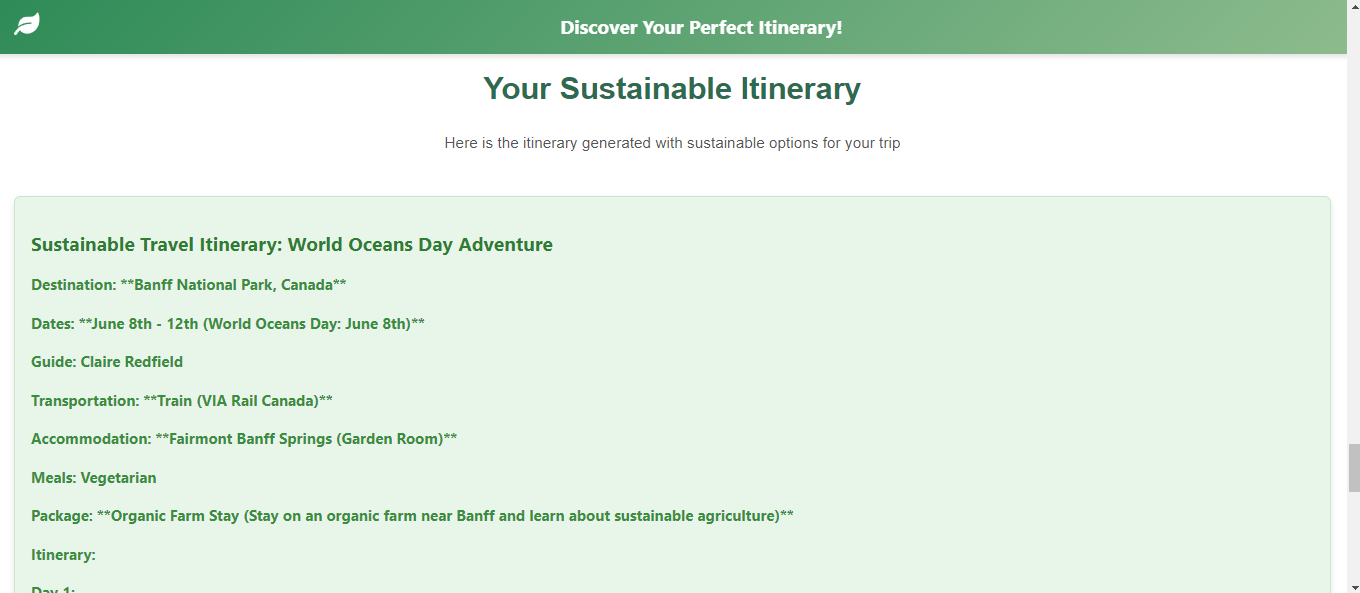 Discover Your Perfect Itinerary!
Your Sustainable Itinerary
Here is the itinerary generated with sustainable options for your trip
Sustainable Travel Itinerary: World Oceans Day Adventure
Destination: **Banff National Park, Canada**
Dates: **June 8th - 12th (World Oceans Day: June 8th)**
Guide: Claire Redfield
Transportation: **Train (VIA Rail Canada)**
Accommodation: **Fairmont Banff Springs (Garden Room)**
Meals: Vegetarian
Package: **Organic Farm Stay (Stay on an organic farm near Banff and learn about sustainable agriculture)**
Itinerary:
Day 1: